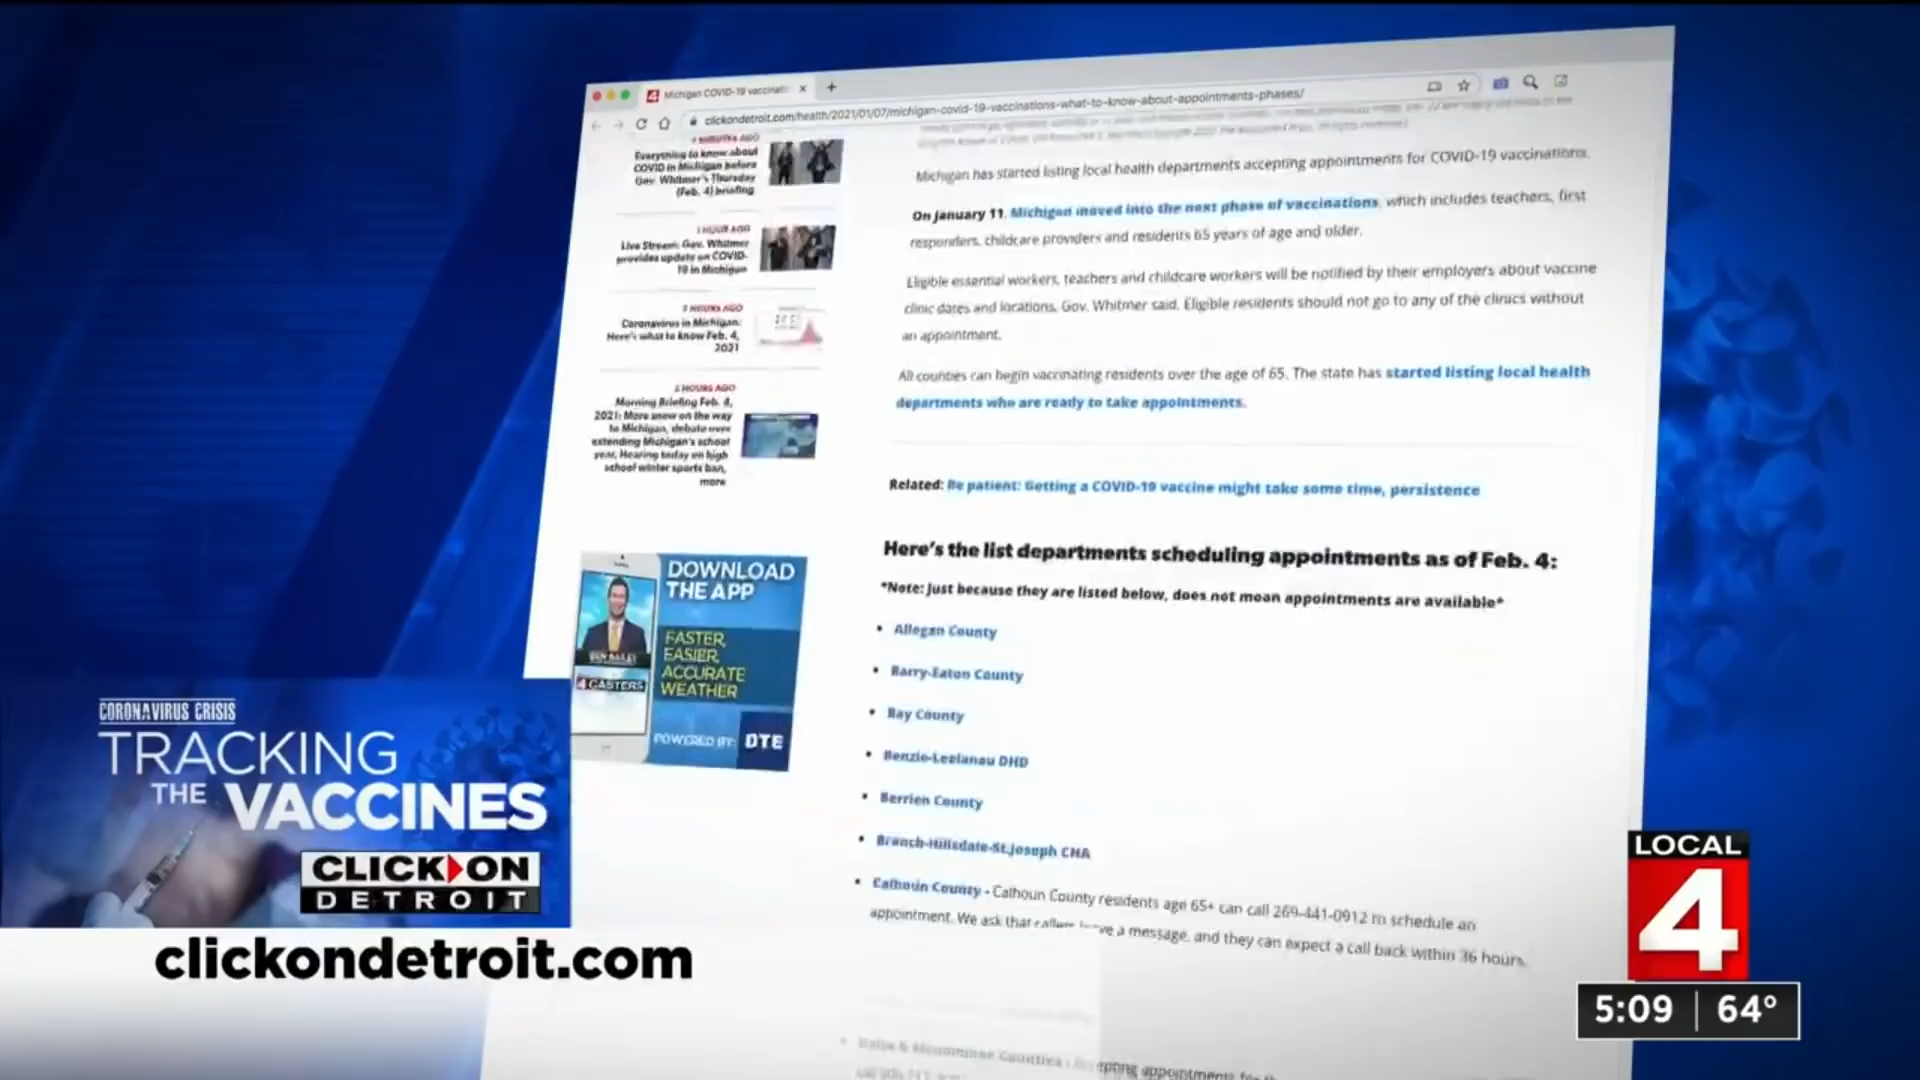 Michigan COVID-19 vaccinati
clickondetroit.com/health/2021/01/07/michigan-covid-19-vaccinations-what-to-know-about-appointments-phases/
MINUTES AGO
Everything to know about
COVID in Michigan before
Gov. Whitmer's Thursday
(Feb. 4) briefing
1 HOUR AGO
Live Stream: Gov. Whitmer
provides update on COVID-
19 in Michigan
HOURS AGO
Coronavirus in Michigan:
Here's what to know Feb. 4,
2021
HOURS AGO
Morning Briefing Feb. 4,
2021: More snow on the way
to Michigan, debate over
extending Michigan's school
year, Hearing today on high
school winter sports ban,
more
DOWNLOAD
THE APP
FASTER,
EASIER,
ACCURATE
WEATHER
BEN BAILEY
4CASTERS
POWERED BY: DTE
Michigan has started listing local health departments accepting appointments for COVID-19 vaccinations.
On January 11, Michigan moved into the next phase of vaccinations, which includes teachers, first
responders, childcare providers and residents 65 years of age and older.
Eligible essential workers, teachers and childcare workers will be notified by their employers about vaccine
clinic dates and locations, Gov. Whitmer said. Eligible residents should not go to any of the clinics without
an appointment.
All counties can begin vaccinating residents over the age of 65. The state has started listing local health
departments who are ready to take appointments.
Related: Be patient: Getting a COVID-19 vaccine might take some time, persistence
Here's the list departments scheduling appointments as of Feb. 4:
*Note: Just because they are listed below, does not mean appointments are available*
• Allegan County
• Barry-Eaton County
• Bay County
• Benzie-Leelanau DHD
• Berrien County
• Branch-Hillsdale-St.Joseph CHA
• Calhoun County - Calhoun County residents age 65+ can call 269-441-0912 to schedule an
appointment. We ask that callers leave a message, and they can expect a call back within 36 hours.
CORONAVIRUS CRISIS
TRACKING
THE VACCINES
CLICK ON
DETROIT
clickondetroit.com
LOCAL
4
5:09 64°